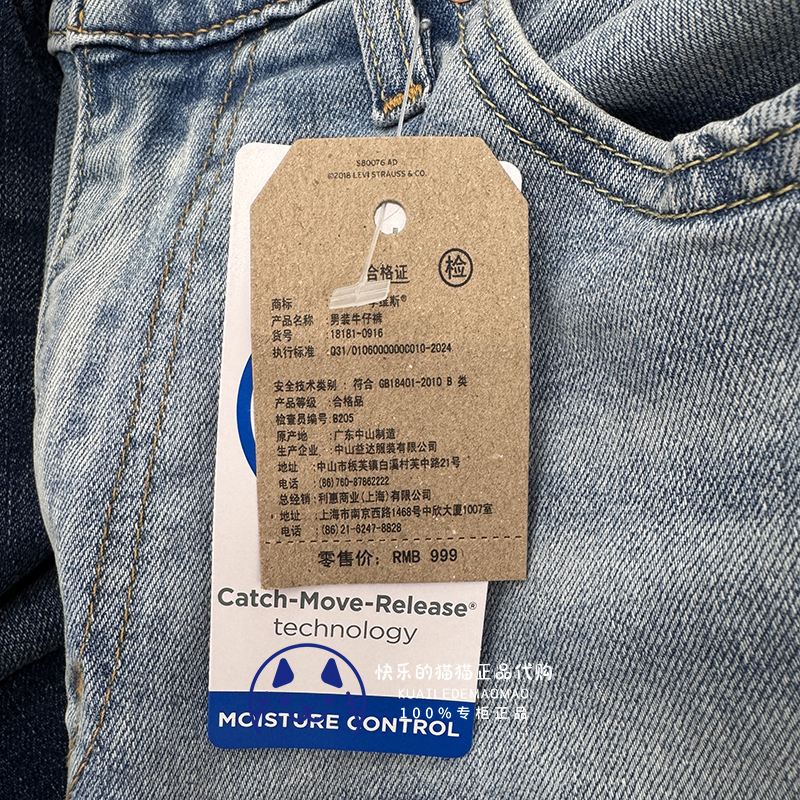 S80076 AD
©2018 LEVI STRAUSS & CO.
合格证 检
商标
产品名称 :男装牛仔裤
货号 :18181-0916
执行标准 :Q31/0106000000C010-2024
安全技术类别 : 符合 GB18401-2010 B 类
产品等级 :合格品
检查员编号:B205
原产地 :广东中山制造
生产企业 :中山益达服装有限公司
地址 :中山市板芙镇白溪村芙中路21号
电话 :(86)760-87862222
总经销:利惠商业(上海)有限公司
地址 :上海市南京西路1468号中欣大厦1007室
电话 :(86)21-6247-8828
零售价: RMB 999
Catch-Move-Release®
technology
MOISTURE CONTROL
快乐的猫猫正品代购
KUAILEDEMAOMAO
100%专柜正品